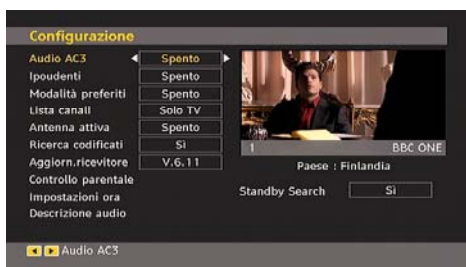 Configurazione
Audio AC3 Spento
Ipoudenti Spento
Modalità preferiti Spento
Lista canali Solo TV
Antenna attiva Spento
Ricerca codificati Sì
Aggiorn.ricevitore V.6.11
Controllo parentale
Impostazioni ora
Descrizione audio
1 BBC ONE
Paese : Finlandia
Standby Search Sì
Audio AC3